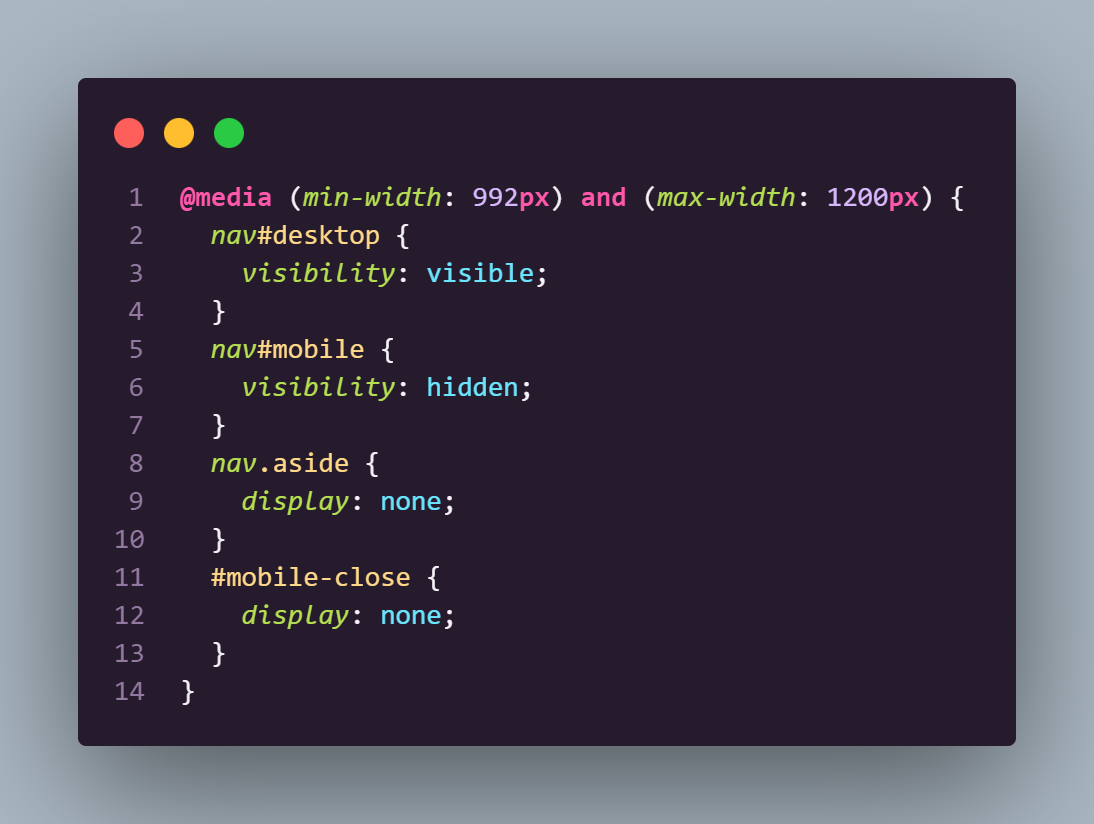 1 @media (min-width: 992px) and (max-width: 1200px) {
2   nav#desktop {
3     visibility: visible;
4   }
5   nav#mobile {
6     visibility: hidden;
7   }
8   nav.aside {
9     display: none;
10   }
11   #mobile-close {
12     display: none;
13   }
14 }